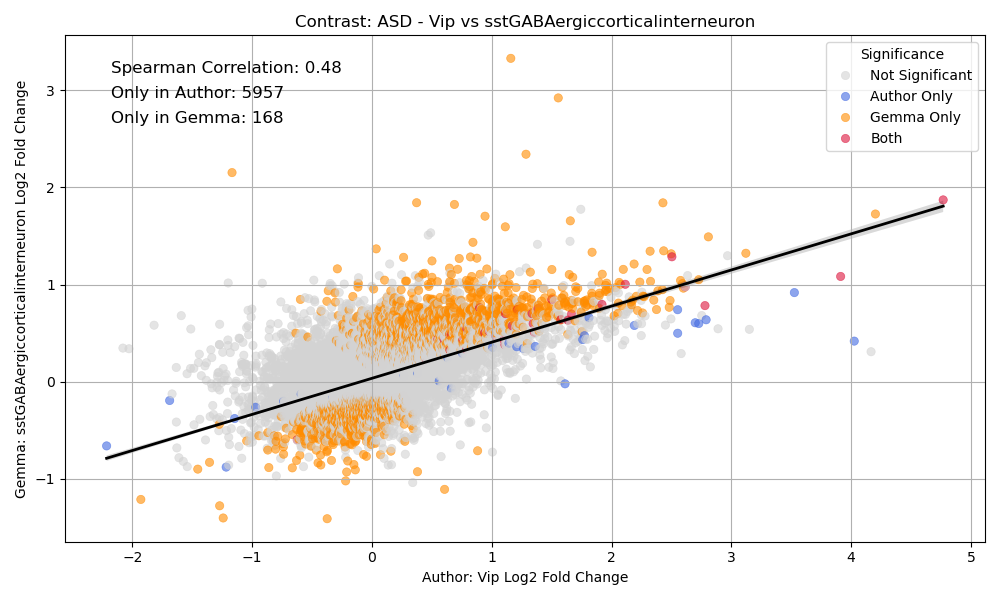 Contrast: ASD - Vip vs sstGABAergiccorticalinterneuron
Spearman Correlation: 0.48
Only in Author: 5957
Only in Gemma: 168
Significance
Not Significant
Author Only
Gemma Only
Both
Gemma: sstGABAergiccorticalinterneuron Log2 Fold Change
3
2
1
0
−1
−2
−1
0
1
2
3
4
5
Author: Vip Log2 Fold Change